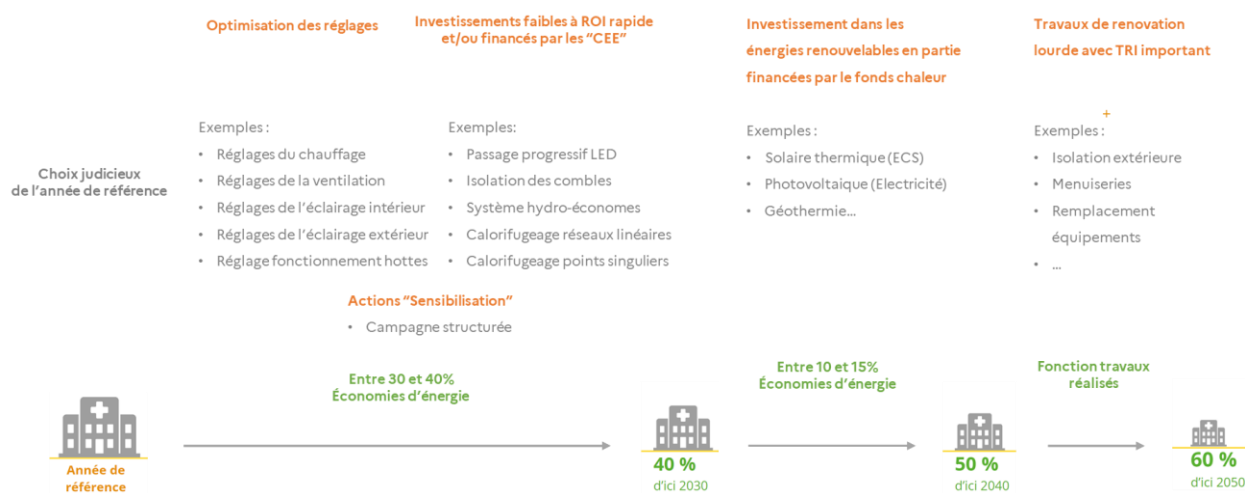 Optimisation des réglages
Investissements faibles à ROI rapide
et/ou financés par les "CEE"
Investissement dans les
énergies renouvelables en partie
financées par le fonds chaleur
Travaux de renovation
lourde avec TRI important
+
Choix judicieux
de l'année de référence
Exemples :
• Réglages du chauffage
• Réglages de la ventilation
• Réglages de l'éclairage intérieur
• Réglages de l'éclairage extérieur
• Réglage fonctionnement hottes
Exemples:
• Passage progressif LED
• Isolation des combles
• Système hydro-économes
• Calorifugeage réseaux linéaires
• Calorifugeage points singuliers
Exemples :
• Solaire thermique (ECS)
• Photovoltaique (Electricité)
• Géothermie...
Exemples :
• Isolation extérieure
• Menuiseries
• Remplacement
équipements
• ...
Actions "Sensibilisation"
• Campagne structurée
Entre 30 et 40%
Économies d'énergie
Entre 10 et 15%
Économies d'énergie
Fonction travaux
réalisés
Année de
référence
40 %
d'ici 2030
50 %
d'ici 2040
60 %
d'ici 2050